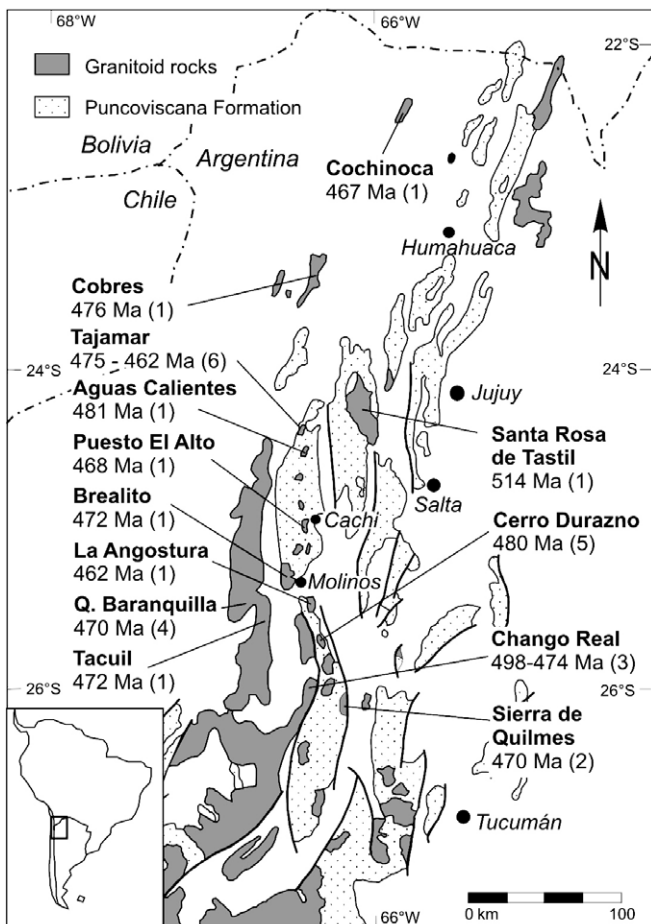 68°W
66°W
22°S
Granitoid rocks
Puncoviscana Formation
Bolivia
Argentina
Chile
Cochinoca
467 Ma (1)
Humahuaca
N
Cobres
476 Ma (1)
Tajamar
475 - 462 Ma (6)
24°S
24°S
Aguas Calientes
481 Ma (1)
Jujuy
Puesto El Alto
468 Ma (1)
Santa Rosa
de Tastil
514 Ma (1)
Brealito
472 Ma (1)
Salta
Cachi
Cerro Durazno
480 Ma (5)
La Angostura
462 Ma (1)
Molinos
Q. Baranquilla
470 Ma (4)
Chango Real
498-474 Ma (3)
Tacuil
472 Ma (1)
26°S
26°S
Sierra de
Quilmes
470 Ma (2)
Tucumán
0 km
100
66°W